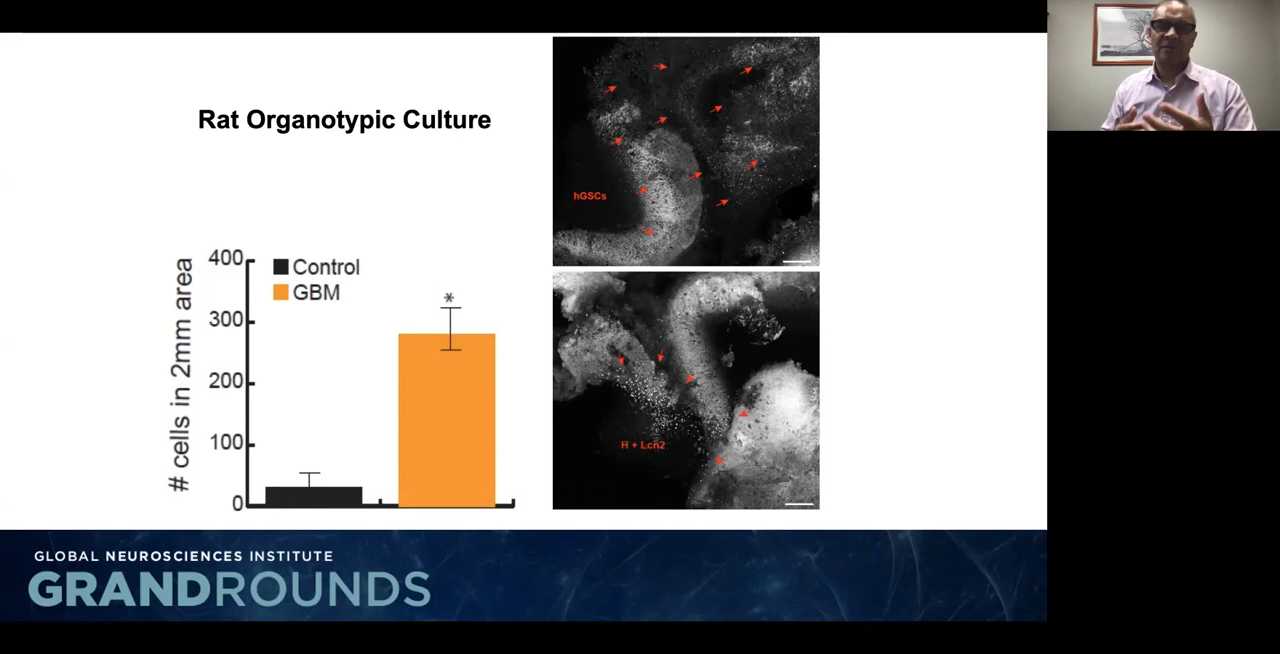 Rat Organotypic Culture
# cells in 2mm area
400
300
200
100
0
Control
GBM
*
hGSCs
H + Lcn2
GLOBAL NEUROSCIENCES INSTITUTE
GRANDROUNDS